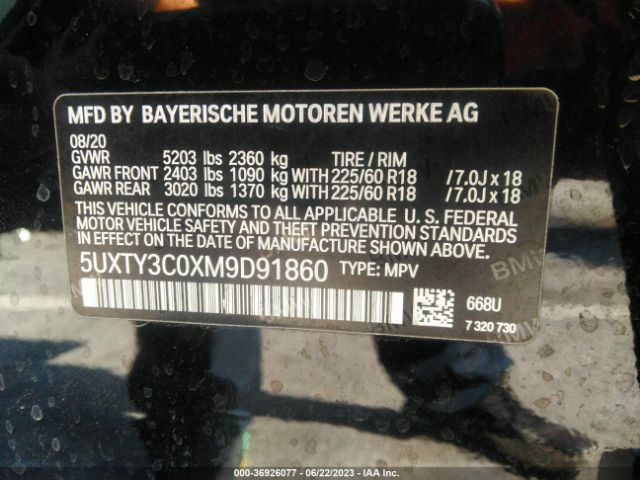 MFD BY BAYERISCHE MOTOREN WERKE AG
08/20
GVWR 5203 lbs 2360 kg TIRE / RIM
GAWR FRONT 2403 lbs 1090 kg WITH 225/60 R18 /7.0J x 18
GAWR REAR 3020 lbs 1370 kg WITH 225/60 R18 /7.0J x 18
THIS VEHICLE CONFORMS TO ALL APPLICABLE U. S. FEDERAL
MOTOR VEHICLE SAFETY AND THEFT PREVENTION STANDARDS
IN EFFECT ON THE DATE OF MANUFACTURE SHOWN ABOVE.
5UXTY3C0XM9D91860 TYPE: MPV
668U
7 320 730
000-36926077 - 06/22/2023 - IAA Inc.